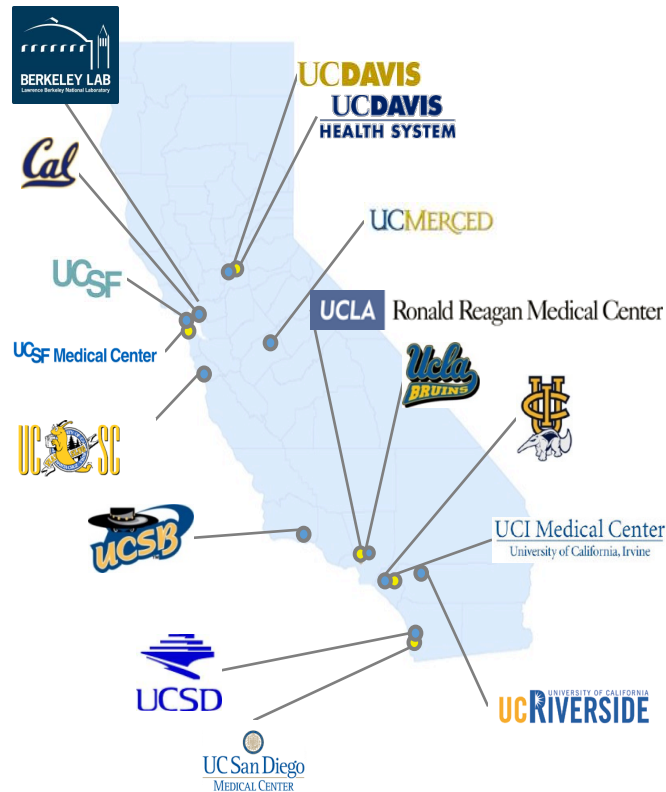 BERKELEY LAB
Lawrence Berkeley National Laboratory
UCDAVIS
UCDAVIS
HEALTH SYSTEM
Cal
UCMERCED
UCSF
UCLA Ronald Reagan Medical Center
UCSF Medical Center
Ucla
BRUINS
UCI
UC SC
UCSB
UCI Medical Center
University of California, Irvine
UCSD
UNIVERSITY OF CALIFORNIA
UCRIVERSIDE
UC San Diego
MEDICAL CENTER